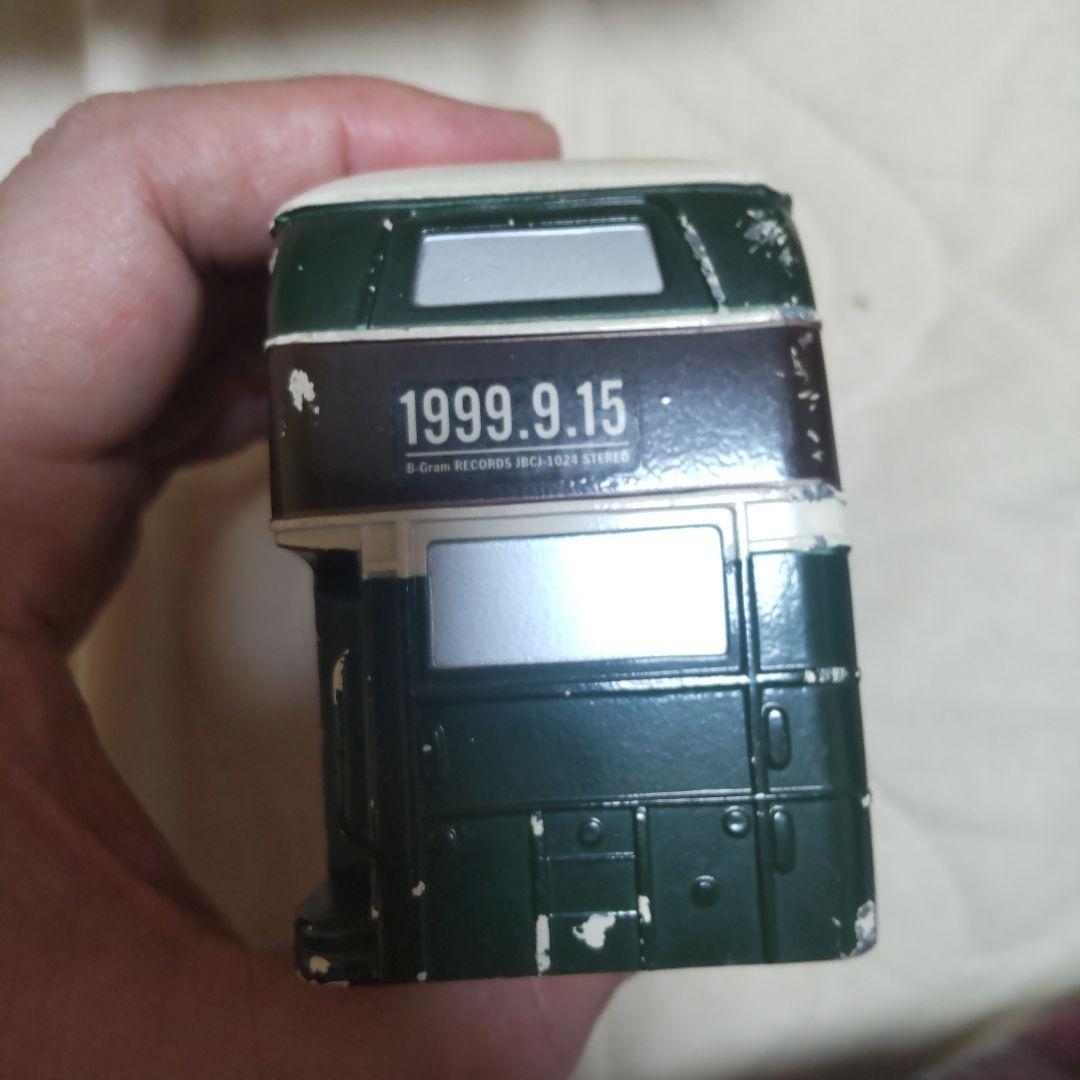 1999.9.15
B-Gram RECORDS JBCJ-1024 STEREO